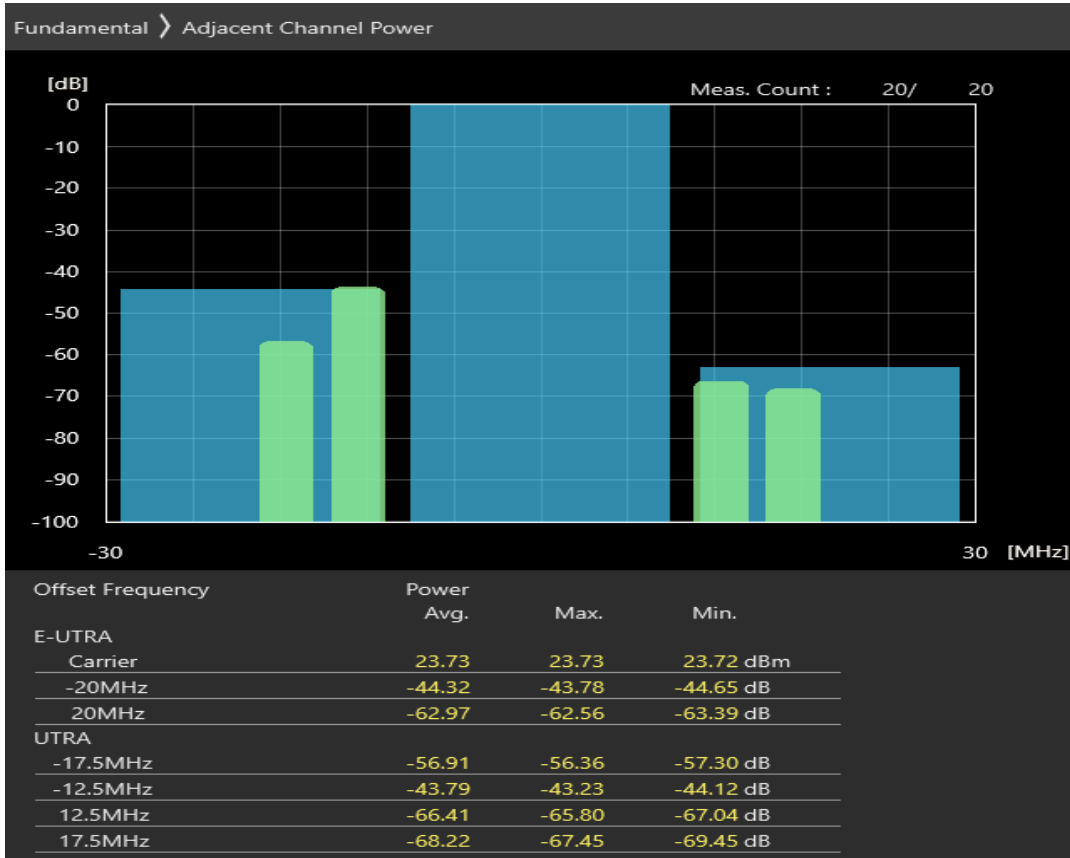 Fundamental 〉 Adjacent Channel Power
[dB]
Meas. Count : 20/ 20
0
-10
-20
-30
-40
-50
-60
-70
-80
-90
-100
-30 30 [MHz]
Offset Frequency Power
Avg. Max. Min.
E-UTRA
Carrier 23.73 23.73 23.72 dBm
-20MHz -44.32 -43.78 -44.65 dB
20MHz -62.97 -62.56 -63.39 dB
UTRA
-17.5MHz -56.91 -56.36 -57.30 dB
-12.5MHz -43.79 -43.23 -44.12 dB
12.5MHz -66.41 -65.80 -67.04 dB
17.5MHz -68.22 -67.45 -69.45 dB